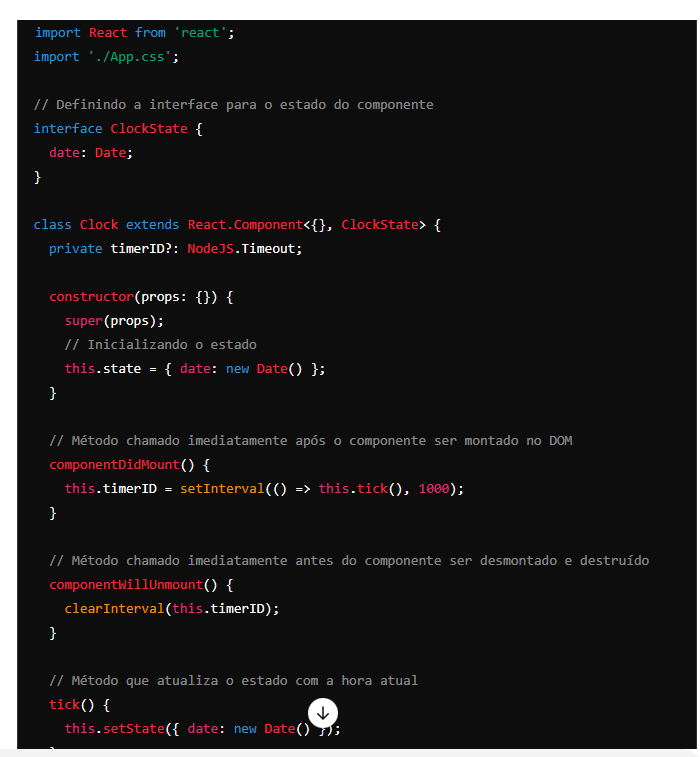 import React from 'react';
import './App.css';
// Definindo a interface para o estado do componente
interface ClockState {
  date: Date;
}
class Clock extends React.Component<{}, ClockState> {
  private timerID?: NodeJS.Timeout;
  constructor(props: {}) {
    super(props);
    // Inicializando o estado
    this.state = { date: new Date() };
  }
  // Método chamado imediatamente após o componente ser montado no DOM
  componentDidMount() {
    this.timerID = setInterval(() => this.tick(), 1000);
  }
  // Método chamado imediatamente antes do componente ser desmontado e destruído
  componentWillUnmount() {
    clearInterval(this.timerID);
  }
  // Método que atualiza o estado com a hora atual
  tick() {
    this.setState({ date: new Date() });